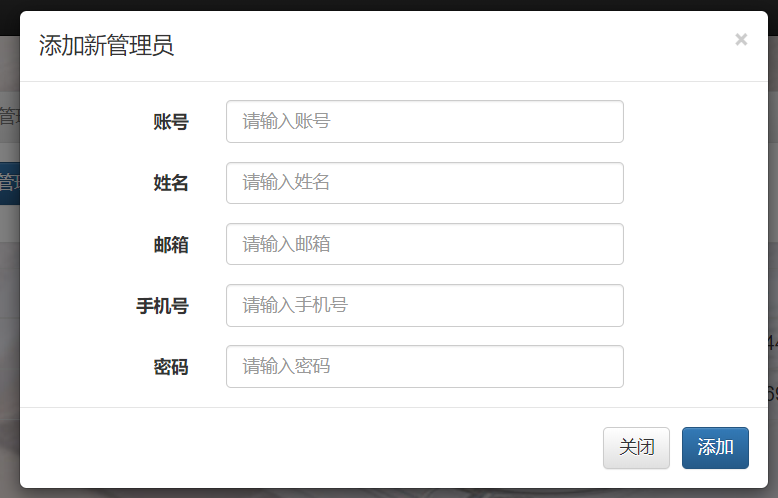 添加新管理员
×
账号 请输入账号
姓名 请输入姓名
邮箱 请输入邮箱
手机号 请输入手机号
密码 请输入密码
关闭 添加